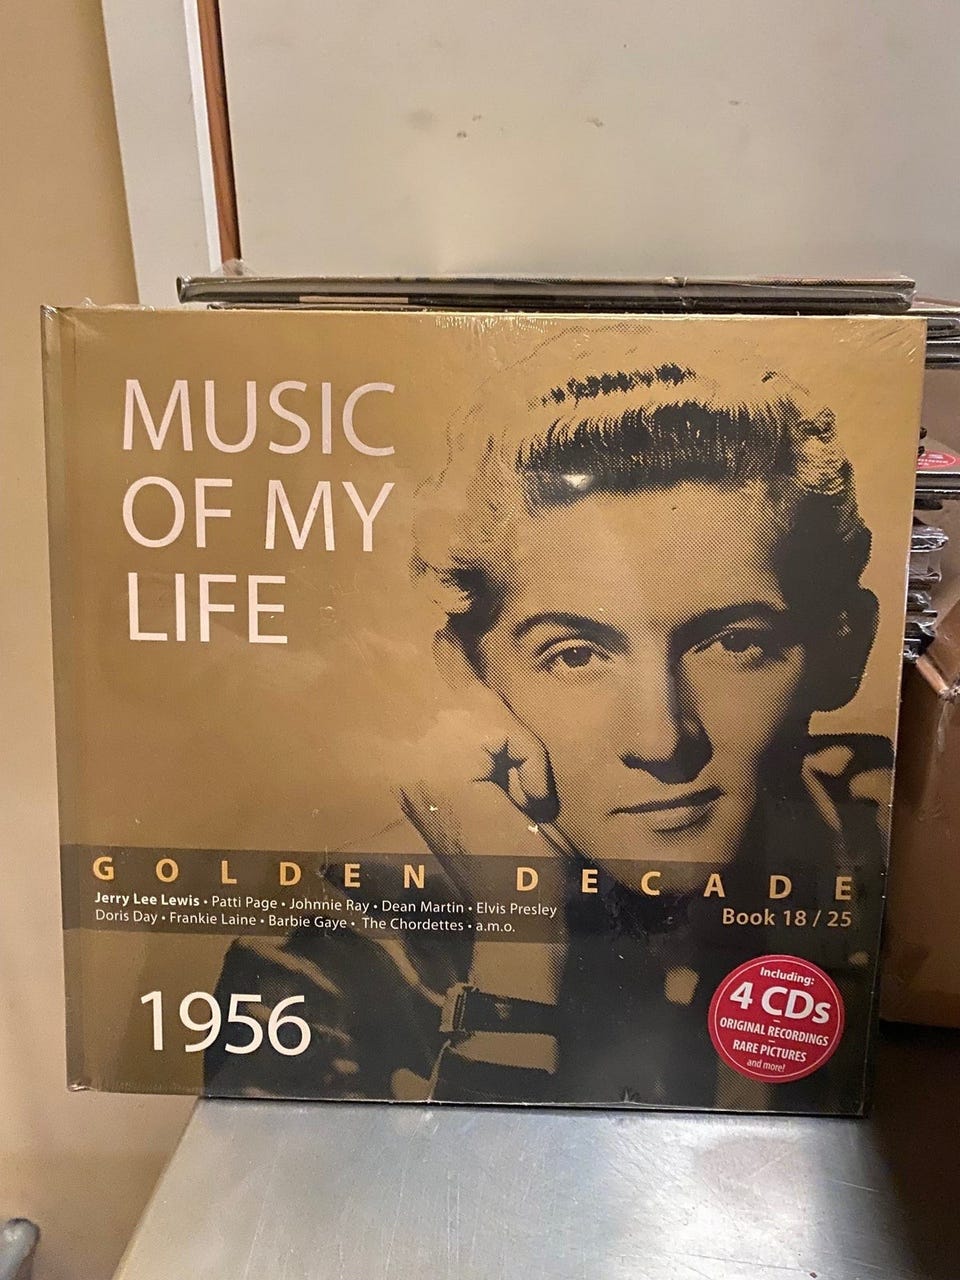 MUSIC
OF MY
LIFE
GOLDEN DECADE
Jerry Lee Lewis • Patti Page • Johnnie Ray • Dean Martin • Elvis Presley
Doris Day • Frankie Laine • Barbie Gaye • The Chordettes • a.m.o.
Book 18 / 25
1956
Including:
4 CDs
ORIGINAL RECORDINGS
–
RARE PICTURES
and more!